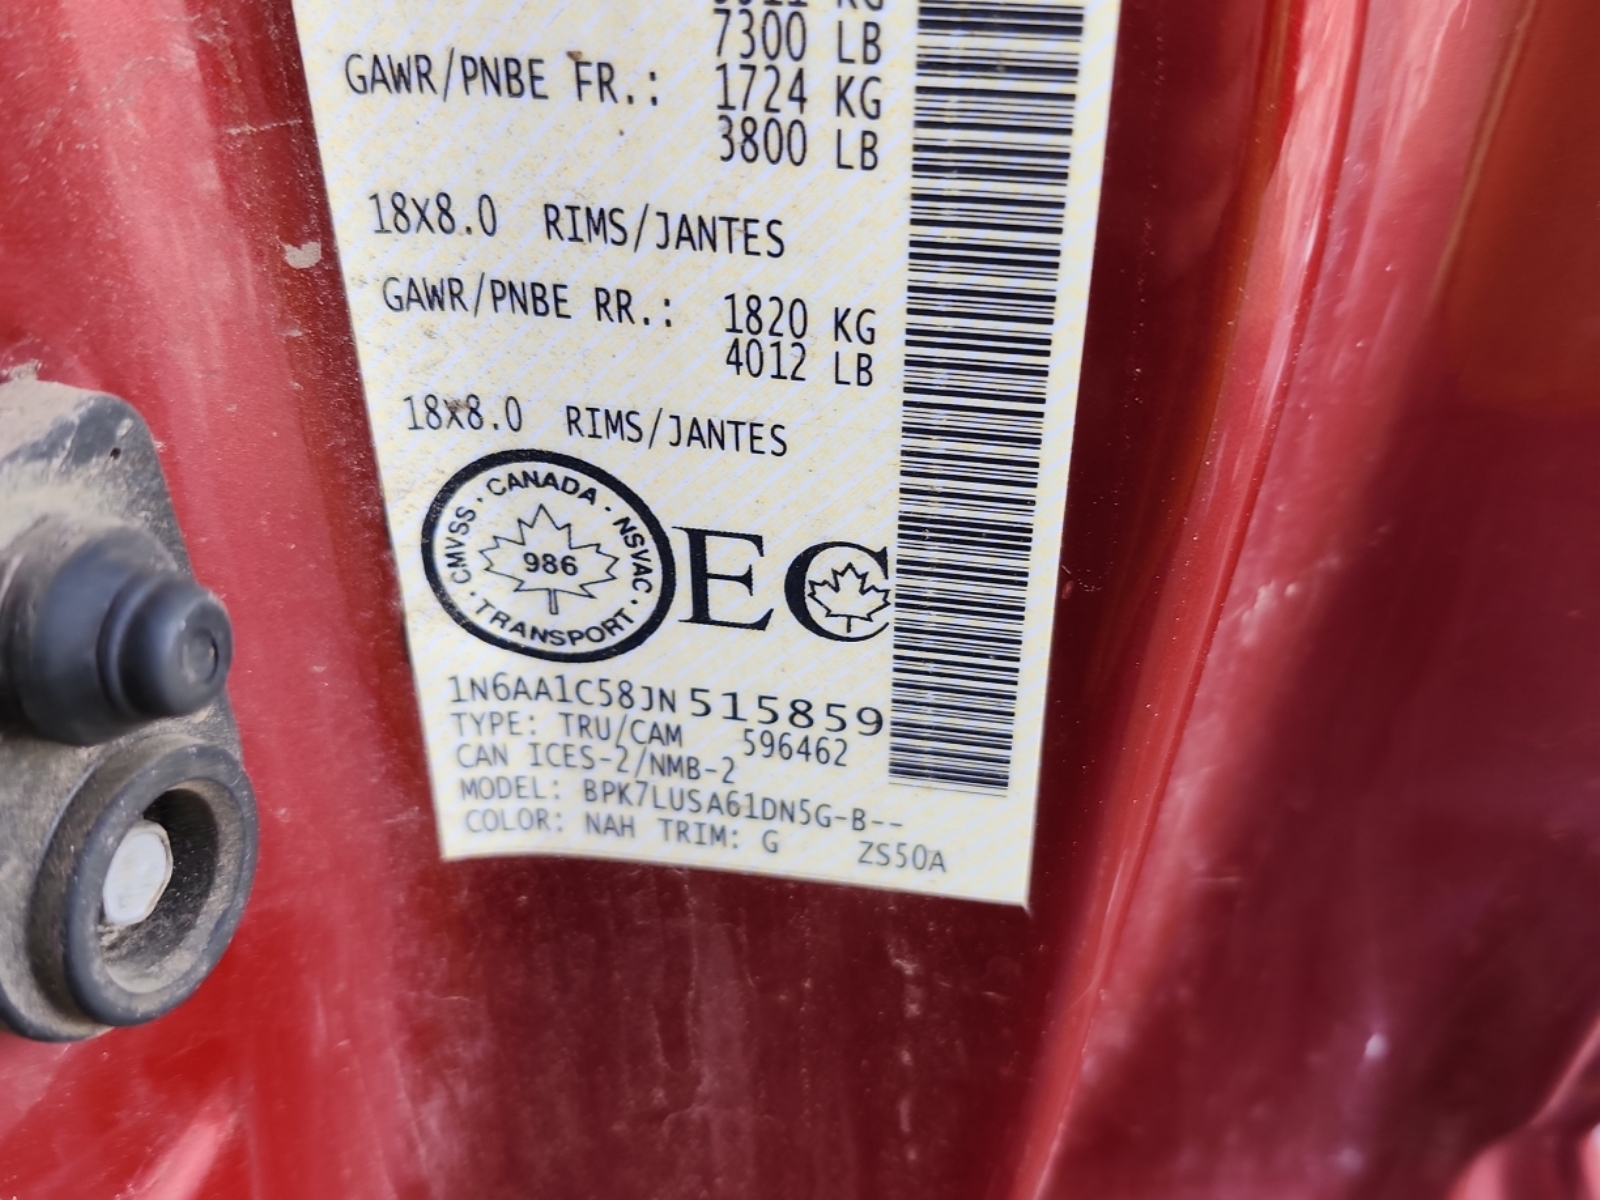 7300 LB
GAWR/PNBE FR.: 1724 KG
3800 LB
18X8.0 RIMS/JANTES
GAWR/PNBE RR.: 1820 KG
4012 LB
18X8.0 RIMS/JANTES
CANADA · NSVAC · TRANSPORT · CMVSS ·
986
EC
1N6AA1C58JN515859
TYPE: TRU/CAM 596462
CAN ICES-2/NMB-2
MODEL: BPK7LUSA61DN5G-B--
COLOR: NAH TRIM: G ZS50A